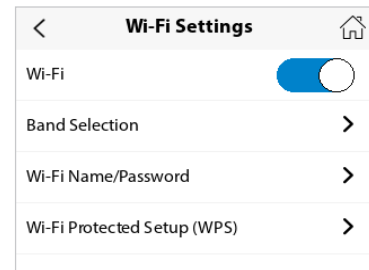 Wi-Fi Settings
Wi-Fi
Band Selection
Wi-Fi Name/Password
Wi-Fi Protected Setup (WPS)